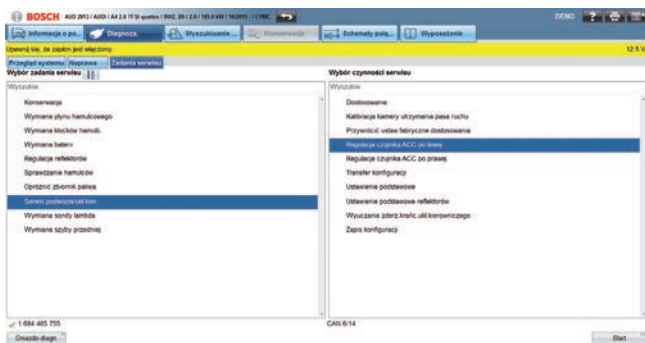 BOSCH
DEMO
Informacja o po...
Diagnoza.
Wyszukiwanie ...
Konserwacja
Schematy połą...
Wyposażenie
Upewnij się, że zapłon jest włączony.
12.5 V
Przegląd systemu
Naprawa
Zadania serwisu
Wybór zadania serwisu
Wyszukiw.
Konserwacja
Wymiana płynu hamulcowego
Wymiana klocków hamulc.
Wymiana baterii
Regulacja reflektorów
Sprawdzanie hamulców
Opróżnić zbiornik paliwa
Serwis podwozia/ukł.kier.
Wymiana sondy lambda
Wymiana szyby przedniej
1 684 465 755
Gniazdo diagn.
Wybór czynności serwisu
Wyszukiw.
Dostosowanie
Kalibracja kamery utrzymania pasa ruchu
Przywrócić ustaw fabryczne dostosowania
Regulacja czujnika ACC po lewej
Regulacja czujnika ACC po prawej
Transfer konfiguracji
Ustawienie podstawowe
Ustawienie podstawowe reflektorów
Wyuczanie zderz.krańc.ukł.kierowniczego
Zapis konfiguracji
CAN 6/14
Start